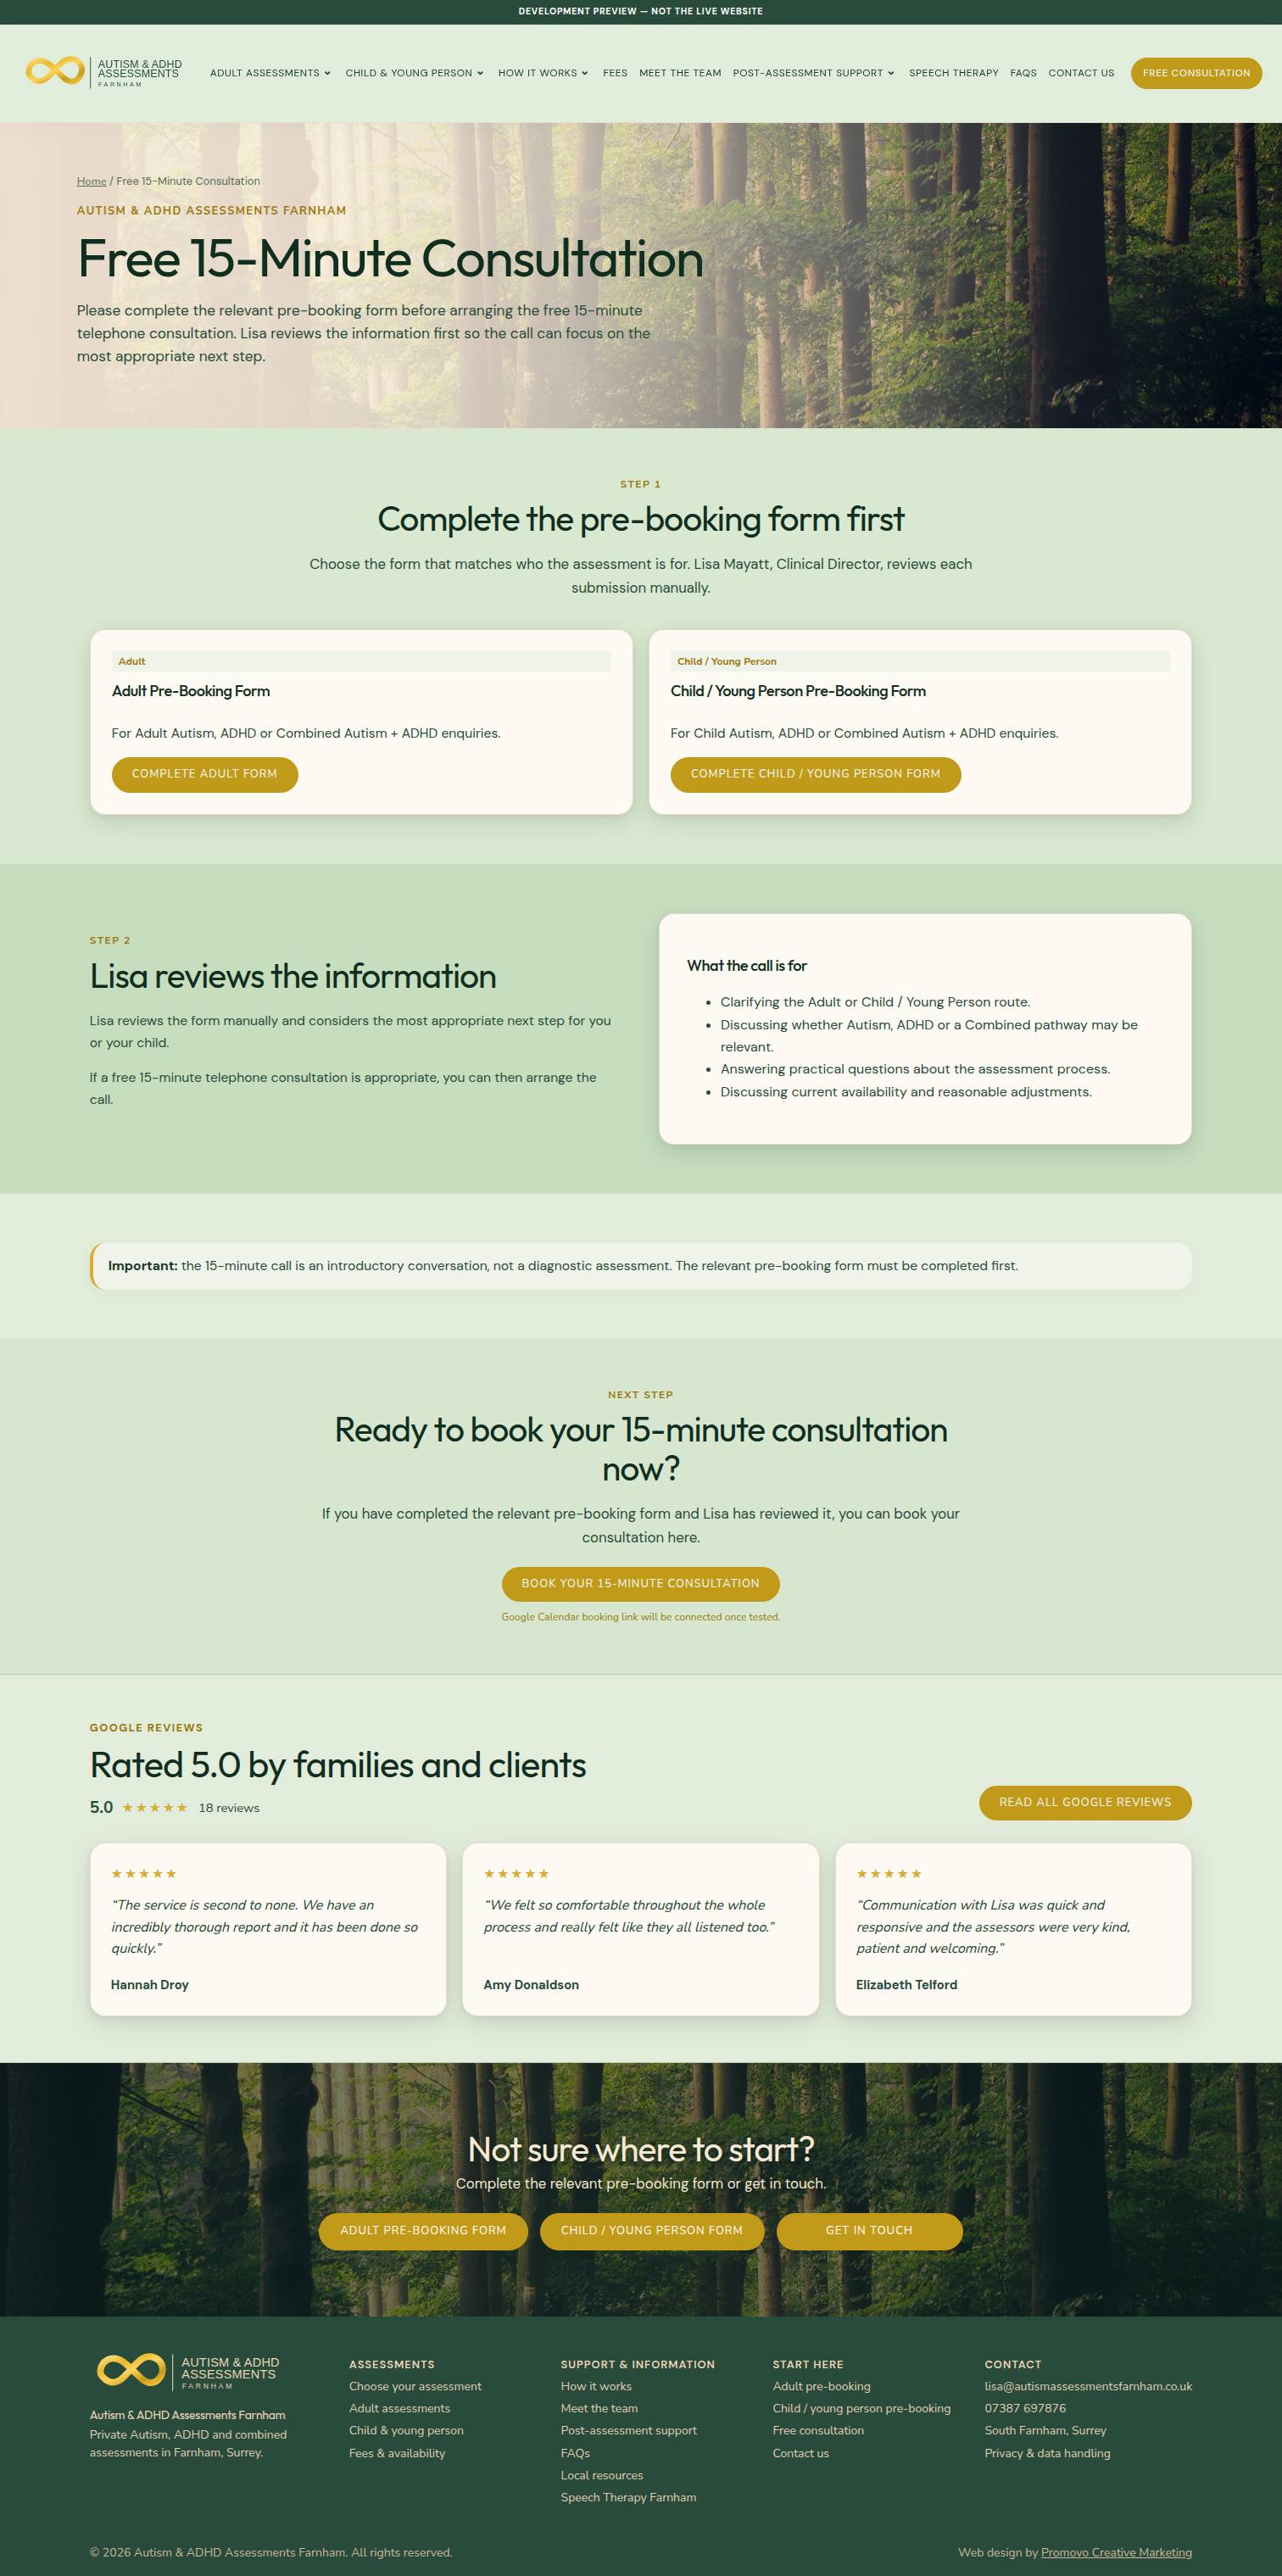 DEVELOPMENT PREVIEW — NOT THE LIVE WEBSITE
AUTISM & ADHD
ASSESSMENTS
FARNHAM
ADULT ASSESSMENTS
CHILD & YOUNG PERSON
HOW IT WORKS
FEES
MEET THE TEAM
POST-ASSESSMENT SUPPORT
SPEECH THERAPY
FAQS
CONTACT US
FREE CONSULTATION
Home / Free 15-Minute Consultation
AUTISM & ADHD ASSESSMENTS FARNHAM
Free 15-Minute Consultation
Please complete the relevant pre-booking form before arranging the free 15-minute
telephone consultation. Lisa reviews the information first so the call can focus on the
most appropriate next step.
STEP 1
Complete the pre-booking form first
Choose the form that matches who the assessment is for. Lisa Mayatt, Clinical Director, reviews each
submission manually.
Adult
Adult Pre-Booking Form
For Adult Autism, ADHD or Combined Autism + ADHD enquiries.
COMPLETE ADULT FORM
Child / Young Person
Child / Young Person Pre-Booking Form
For Child Autism, ADHD or Combined Autism + ADHD enquiries.
COMPLETE CHILD / YOUNG PERSON FORM
STEP 2
Lisa reviews the information
Lisa reviews the form manually and considers the most appropriate next step for you
or your child.
If a free 15-minute telephone consultation is appropriate, you can then arrange the
call.
What the call is for
• Clarifying the Adult or Child / Young Person route.
• Discussing whether Autism, ADHD or a Combined pathway may be
relevant.
• Answering practical questions about the assessment process.
• Discussing current availability and reasonable adjustments.
Important: the 15-minute call is an introductory conversation, not a diagnostic assessment. The relevant pre-booking form must be completed first.
NEXT STEP
Ready to book your 15-minute consultation
now?
If you have completed the relevant pre-booking form and Lisa has reviewed it, you can book your
consultation here.
BOOK YOUR 15-MINUTE CONSULTATION
Google Calendar booking link will be connected once tested.
GOOGLE REVIEWS
Rated 5.0 by families and clients
5.0 ★★★★★ 18 reviews
READ ALL GOOGLE REVIEWS
★★★★★
“The service is second to none. We have an
incredibly thorough report and it has been done so
quickly.”
Hannah Droy
★★★★★
“We felt so comfortable throughout the whole
process and really felt like they all listened too.”
Amy Donaldson
★★★★★
“Communication with Lisa was quick and
responsive and the assessors were very kind,
patient and welcoming.”
Elizabeth Telford
Not sure where to start?
Complete the relevant pre-booking form or get in touch.
ADULT PRE-BOOKING FORM
CHILD / YOUNG PERSON FORM
GET IN TOUCH
AUTISM & ADHD
ASSESSMENTS
FARNHAM
Autism & ADHD Assessments Farnham
Private Autism, ADHD and combined
assessments in Farnham, Surrey.
ASSESSMENTS
Choose your assessment
Adult assessments
Child & young person
Fees & availability
SUPPORT & INFORMATION
How it works
Meet the team
Post-assessment support
FAQs
Local resources
Speech Therapy Farnham
START HERE
Adult pre-booking
Child / young person pre-booking
Free consultation
Contact us
CONTACT
lisa@autismassessmentsfarnham.co.uk
07387 697876
South Farnham, Surrey
Privacy & data handling
© 2026 Autism & ADHD Assessments Farnham. All rights reserved.
Web design by Promovo Creative Marketing